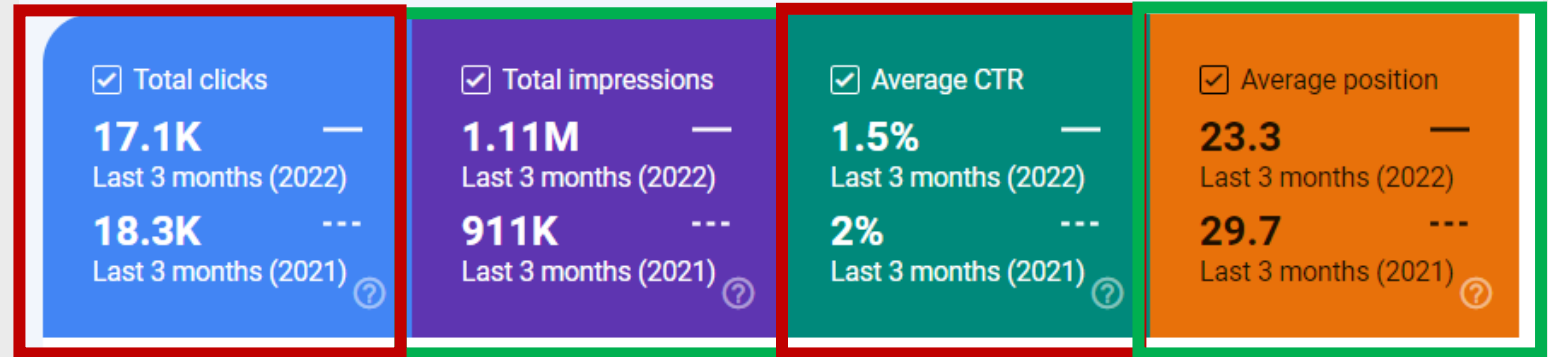 Total clicks
17.1K
Last 3 months (2022)
18.3K
Last 3 months (2021)
Total impressions
1.11M
Last 3 months (2022)
911K
Last 3 months (2021)
Average CTR
1.5%
Last 3 months (2022)
2%
Last 3 months (2021)
Average position
23.3
Last 3 months (2022)
29.7
Last 3 months (2021)